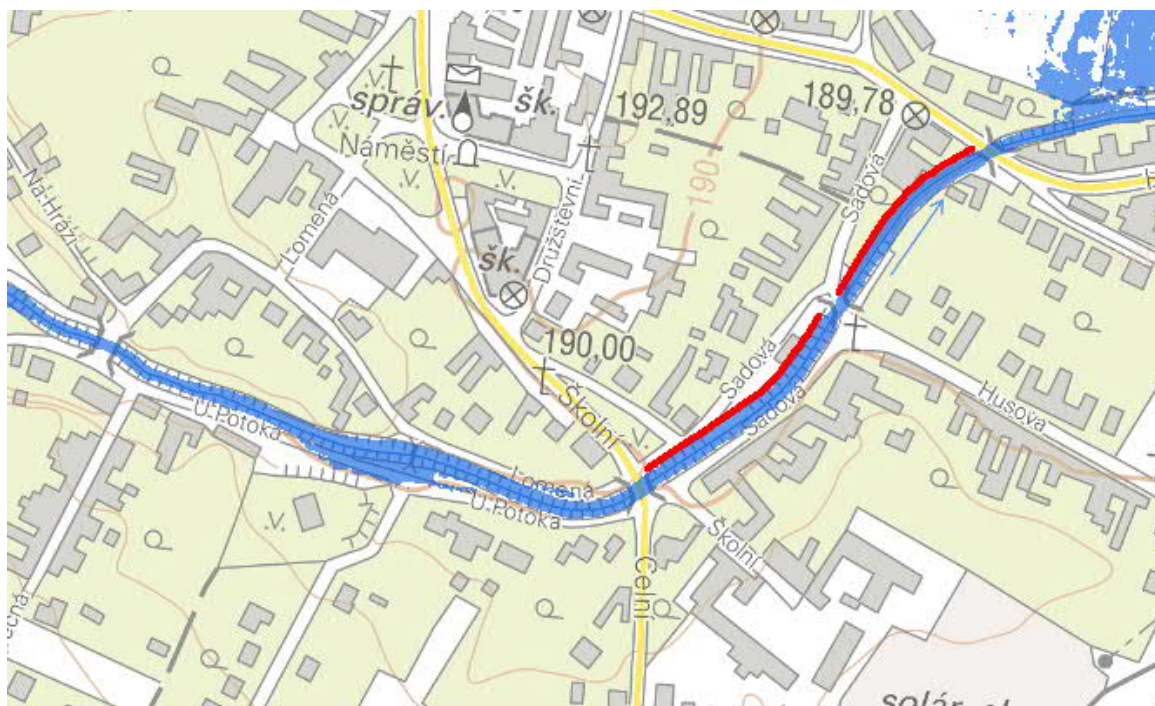 správ.
šk.
192,89
189,78
Náměstí
190
Sadová
Družstevní
Lomená
Na Hrázi
šk.
190,00
Školní
Sadová
Sadová
Husova
U Potoka
Lomená
U Potoka
Školní
Celní
solár. el.
.V.
.V.
.V.
.V.
.V.
.V.